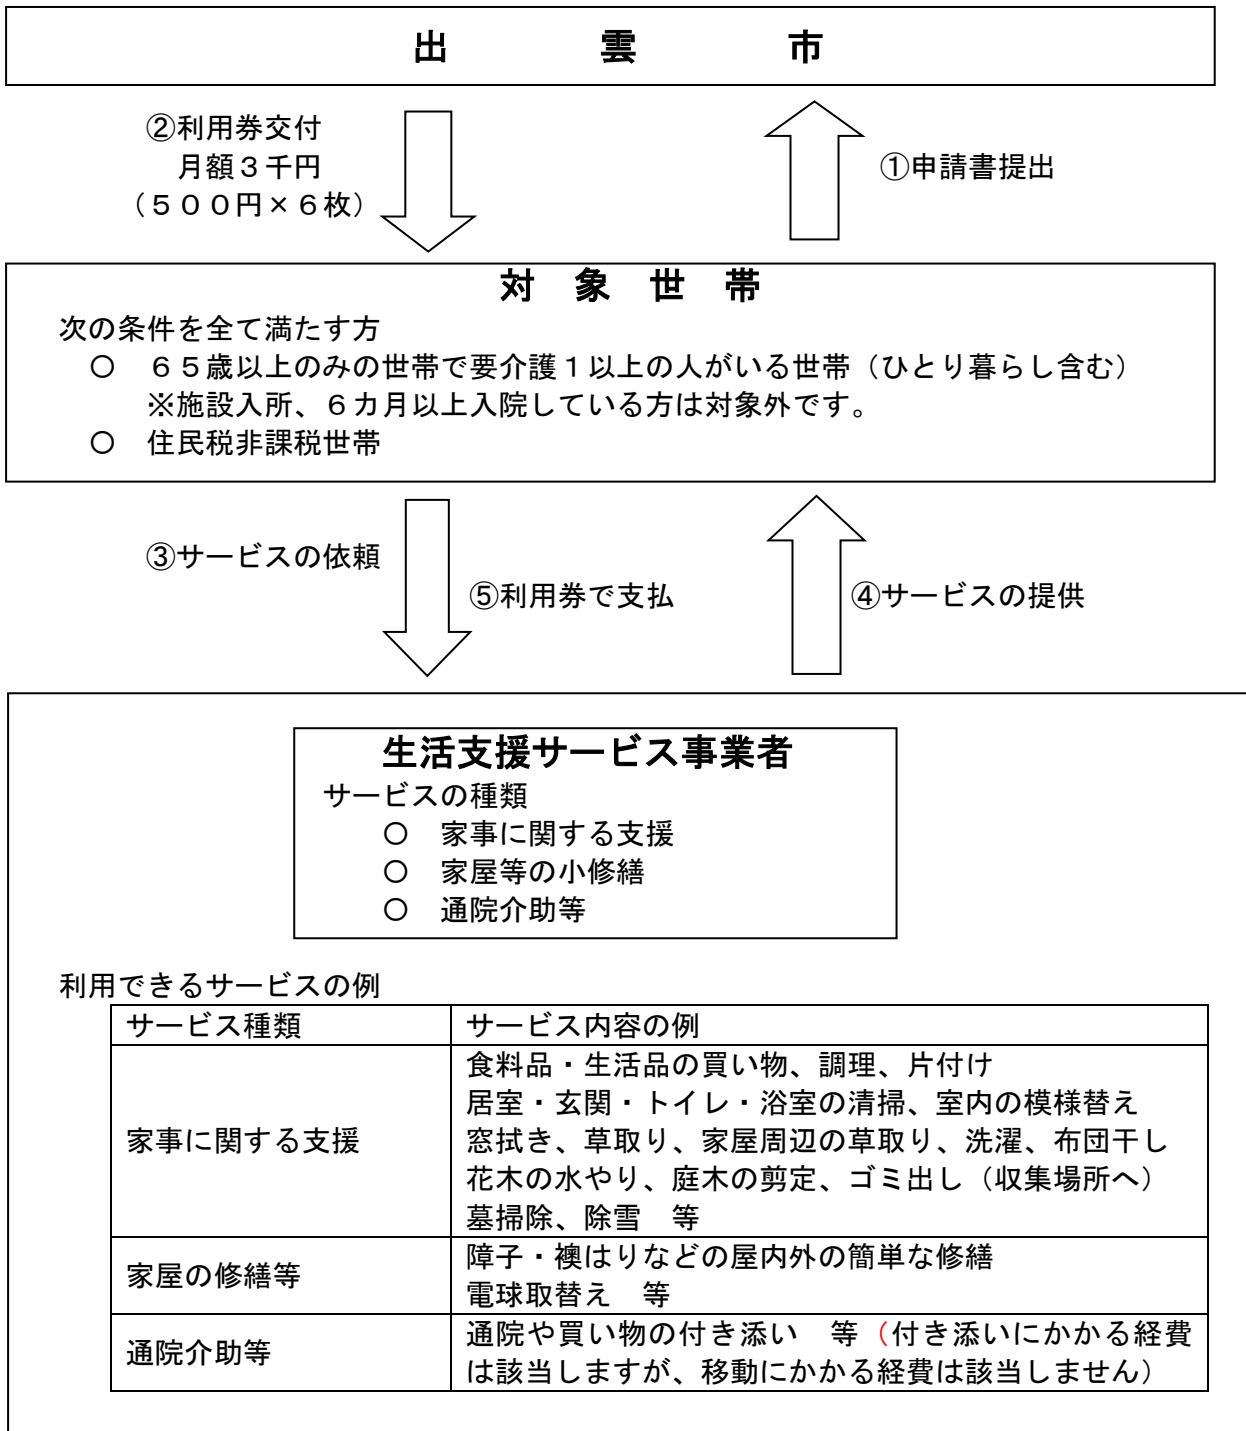 出 雲 市
②利用券交付
月額３千円
（５００円×６枚）
①申請書提出
対 象 世 帯
次の条件を全て満たす方
○ ６５歳以上のみの世帯で要介護１以上の人がいる世帯（ひとり暮らし含む）
※施設入所、６カ月以上入院している方は対象外です。
○ 住民税非課税世帯
③サービスの依頼
⑤利用券で支払
④サービスの提供
生活支援サービス事業者
サービスの種類
○ 家事に関する支援
○ 家屋等の小修繕
○ 通院介助等
利用できるサービスの例
サービス種類
サービス内容の例
家事に関する支援
食料品・生活品の買い物、調理、片付け
居室・玄関・トイレ・浴室の清掃、室内の模様替え
窓拭き、草取り、家屋周辺の草取り、洗濯、布団干し
花木の水やり、庭木の剪定、ゴミ出し（収集場所へ）
墓掃除、除雪 等
家屋の修繕等
障子・襖はりなどの屋内外の簡単な修繕
電球取替え 等
通院介助等
通院や買い物の付き添い 等（付き添いにかかる経費
は該当しますが、移動にかかる経費は該当しません）